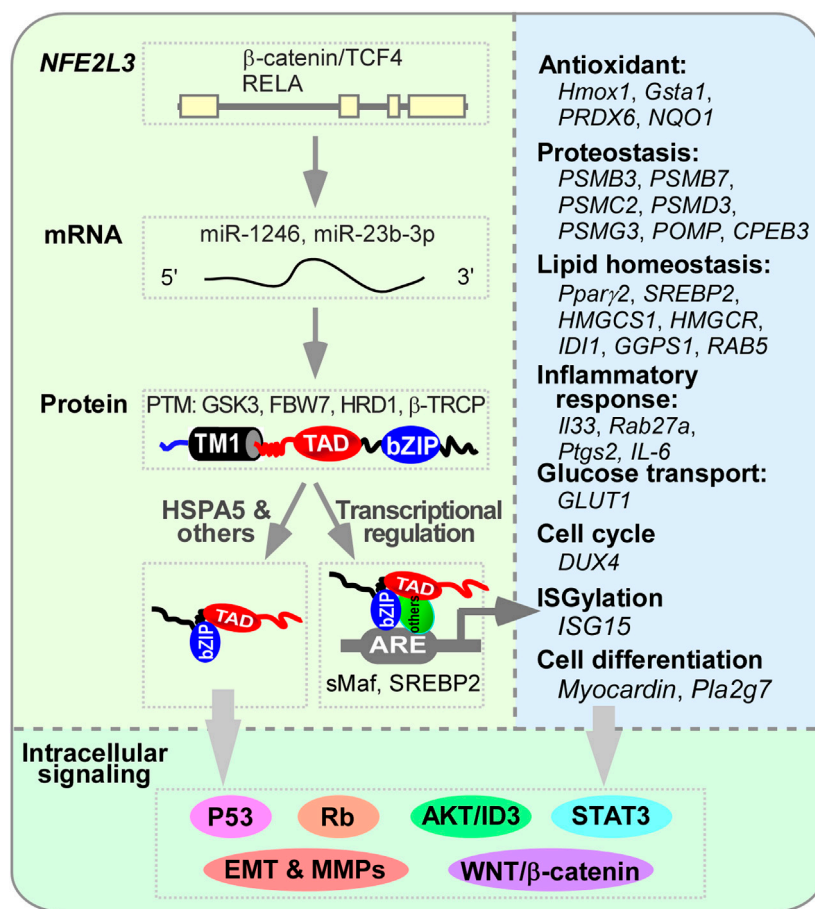 NFE2L3
β-catenin/TCF4
RELA
mRNA
miR-1246, miR-23b-3p
5'
3'
Protein
PTM: GSK3, FBW7, HRD1, β-TRCP
TM1
TAD
bZIP
HSPA5 &
others
Transcriptional
regulation
TAD
bZIP
TAD
bZIP
others
ARE
sMaf, SREBP2
Antioxidant:
Hmox1, Gsta1,
PRDX6, NQO1
Proteostasis:
PSMB3, PSMB7,
PSMC2, PSMD3,
PSMG3, POMP, CPEB3
Lipid homeostasis:
Pparγ2, SREBP2,
HMGCS1, HMGCR,
IDI1, GGPS1, RAB5
Inflammatory
response:
Il33, Rab27a,
Ptgs2, IL-6
Glucose transport:
GLUT1
Cell cycle
DUX4
ISGylation
ISG15
Cell differentiation
Myocardin, Pla2g7
Intracellular
signaling
P53
Rb
AKT/ID3
STAT3
EMT & MMPs
WNT/β-catenin